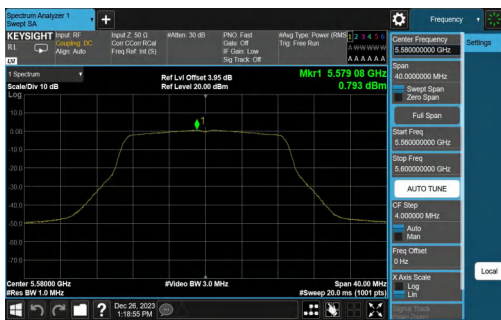 Spectrum Analyzer 1
Swept SA
Frequency
KEYSIGHT
Input: RF
Input Z: 50 Ω
#Atten: 30 dB
PNO: Fast
#Avg Type: Power (RMS)
1 2 3 4 5 6
RL
Coupling: DC
Corr CCorr RCal
Gate: Off
Trig: Free Run
A W W W W W
Align: Auto
Freq Ref: Int (S)
IF Gain: Low
A A A A A A
Sig Track: Off
LV
1 Spectrum
Ref Lvl Offset 3.95 dB
Mkr1 5.579 08 GHz
Scale/Div 10 dB
Ref Level 20.00 dBm
0.793 dBm
Log
1
10.0
0.00
-10.0
-20.0
-30.0
-40.0
-50.0
-60.0
-70.0
Center 5.58000 GHz
#Video BW 3.0 MHz
Span 40.00 MHz
#Res BW 1.0 MHz
#Sweep 20.0 ms (1001 pts)
Dec 26, 2023
1:18:55 PM
Center Frequency
5.580000000 GHz
Settings
Span
40.0000000 MHz
Swept Span
Zero Span
Full Span
Start Freq
5.560000000 GHz
Stop Freq
5.600000000 GHz
AUTO TUNE
CF Step
4.000000 MHz
Auto
Man
Freq Offset
0 Hz
X Axis Scale
Log
Lin
Local
Signal Track